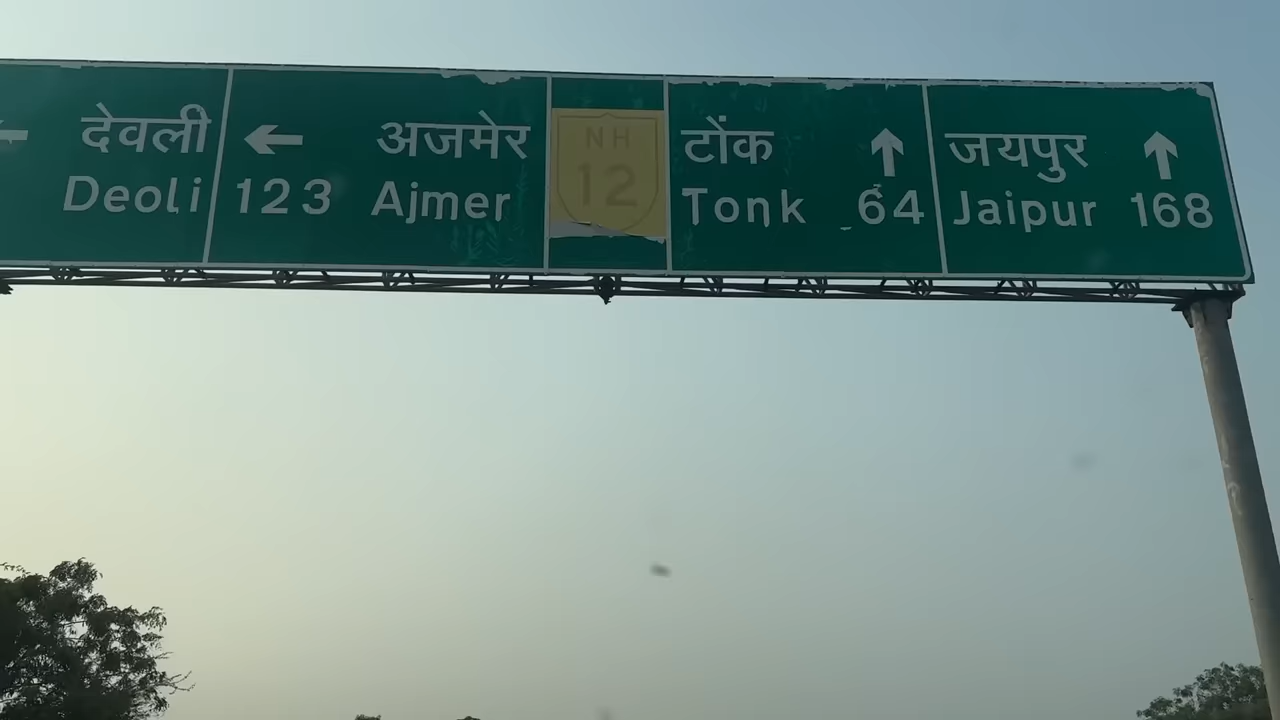 देवली
Deoli
अजमेर
123 Ajmer
NH
12
टोंक
Tonk 64
जयपुर
Jaipur 168